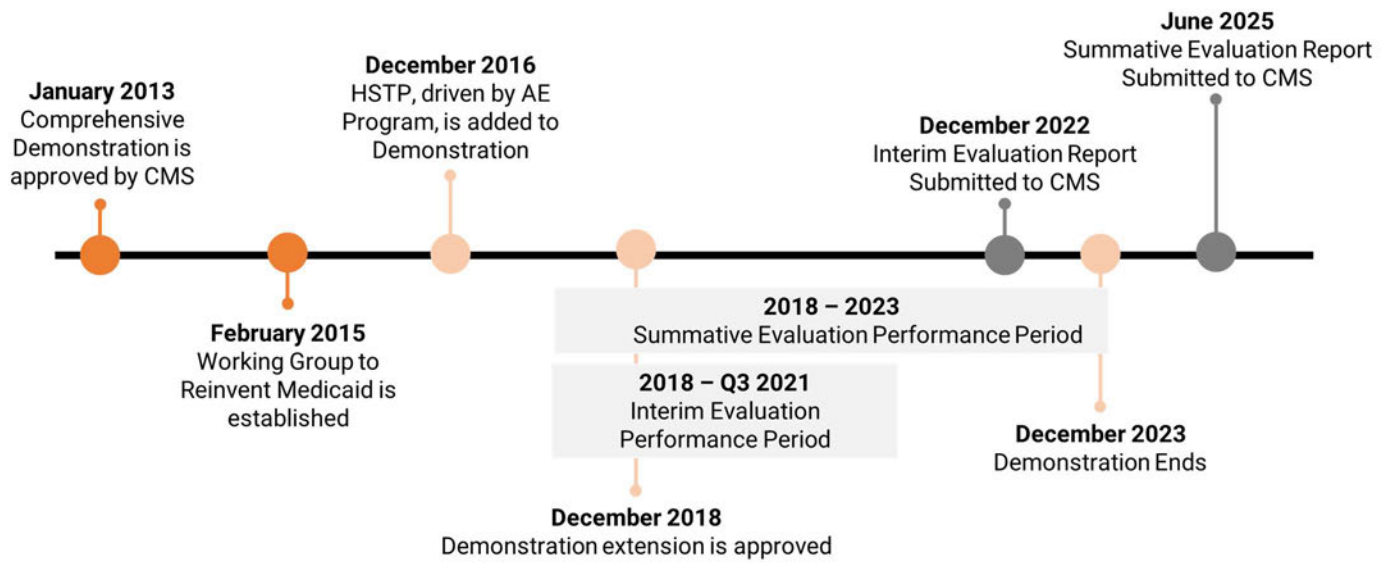 January 2013
Comprehensive
Demonstration is
approved by CMS
February 2015
Working Group to
Reinvent Medicaid is
established
December 2016
HSTP, driven by AE
Program, is added to
Demonstration
2018 – 2023
Summative Evaluation Performance Period
2018 – Q3 2021
Interim Evaluation
Performance Period
December 2018
Demonstration extension is approved
December 2022
Interim Evaluation Report
Submitted to CMS
December 2023
Demonstration Ends
June 2025
Summative Evaluation Report
Submitted to CMS